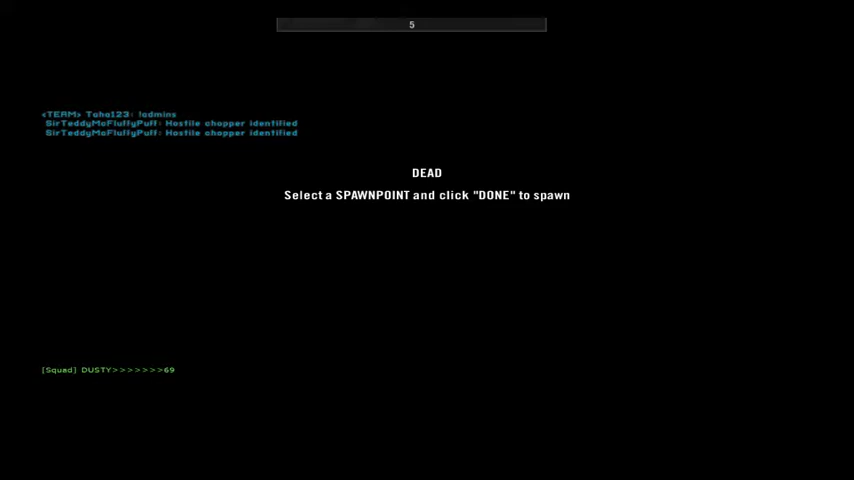 5
<TEAM> Taha123: !admins
SirTeddyMcFluffyPuff: Hostile chopper identified
SirTeddyMcFluffyPuff: Hostile chopper identified
DEAD
Select a SPAWNPOINT and click "DONE" to spawn
[Squad] DUSTY>>>>>>>69